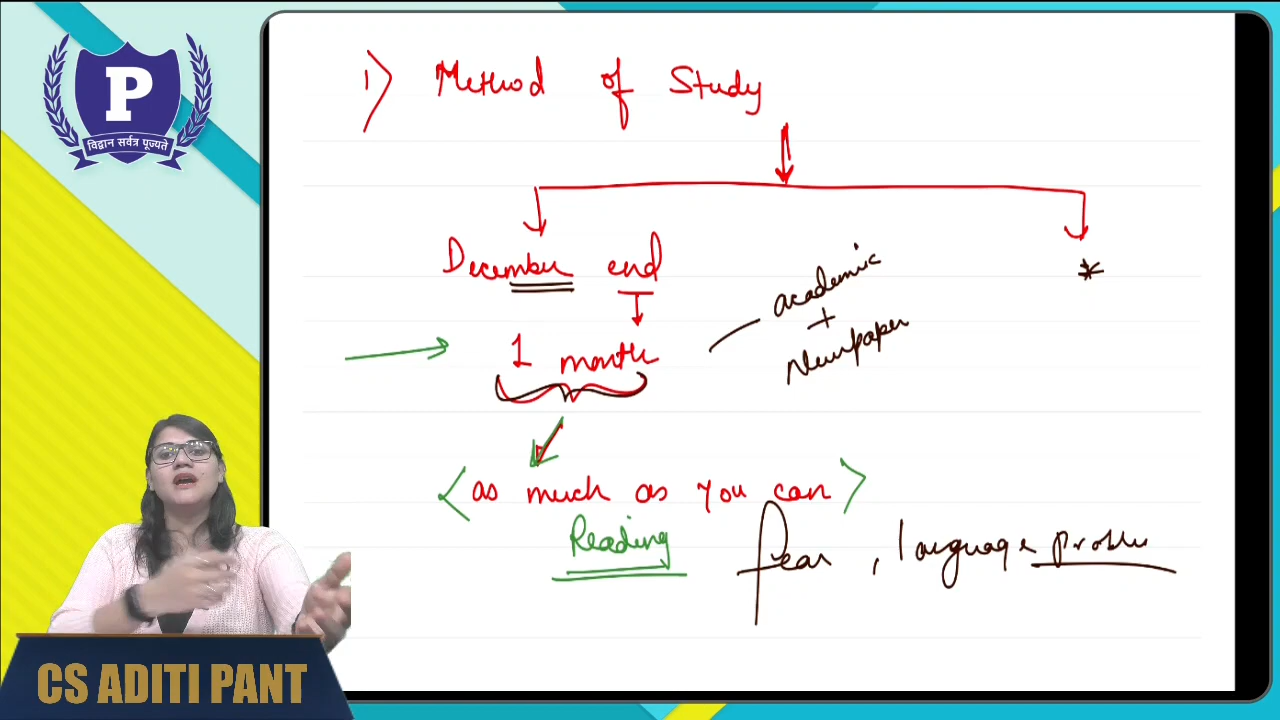 P
विद्वान सर्वत्र पूज्यते
1) Method of Study
December end
*
academic
+
Newspaper
1 month
<as much as you can>
Reading
fear, language problem
CS ADITI PANT